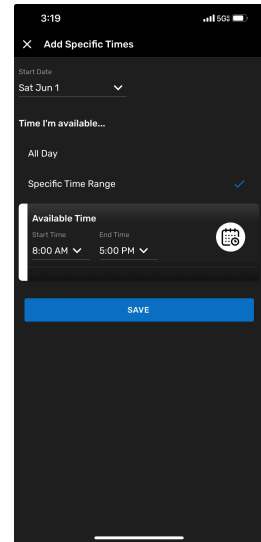 3:19
5G
Add Specific Times
Start Date
Sat Jun 1
Time I'm available...
All Day
Specific Time Range
Available Time
Start Time End Time
8:00 AM 5:00 PM
SAVE